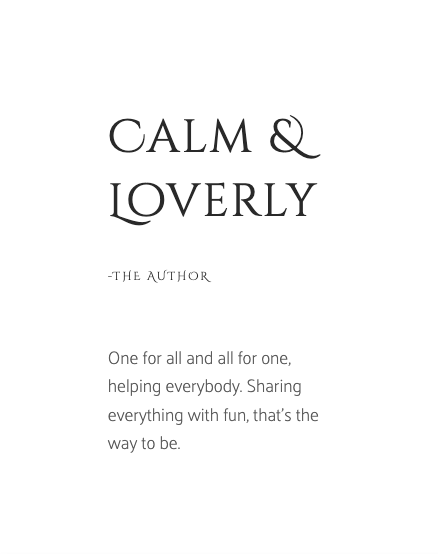 Calm &
Loverly
-The Author
One for all and all for one,
helping everybody. Sharing
everything with fun, that's the
way to be.